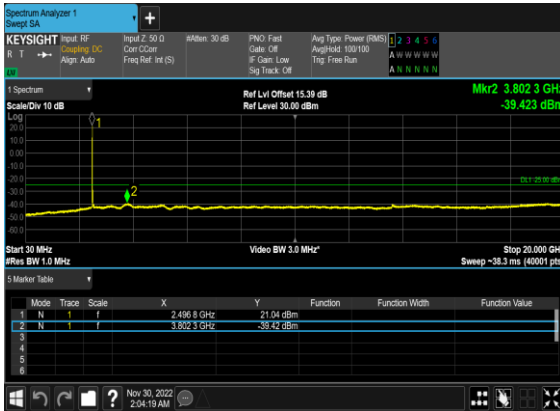 Spectrum Analyzer 1
Swept SA
+
KEYSIGHT Input: RF Input Z: 50 Ω #Atten: 30 dB PNO: Fast Avg Type: Power (RMS) 1 2 3 4 5 6
R T Coupling: DC Corr CCorr Gate: Off Avg|Hold: 100/100 A W W W W W
Align: Auto Freq Ref: Int (S) IF Gain: Low Trig: Free Run
Sig Track: Off A N N N N N
1 Spectrum
Ref Lvl Offset 15.39 dB Mkr2 3.802 3 GHz
Scale/Div 10 dB Ref Level 30.00 dBm -39.423 dBm
Log
20.0
10.0
0.00
-10.0
-20.0
-30.0
-40.0
-50.0
-60.0
1
2
DL1 -25.00 dBm
Start 30 MHz Video BW 3.0 MHz* Stop 20.000 GHz
#Res BW 1.0 MHz Sweep ~38.3 ms (40001 pts)
5 Marker Table
Mode Trace Scale X Y Function Function Width Function Value
1 N 1 f 2.496 8 GHz 21.04 dBm
2 N 1 f 3.802 3 GHz -39.42 dBm
3
4
5
6
? Nov 30, 2022
2:04:19 AM